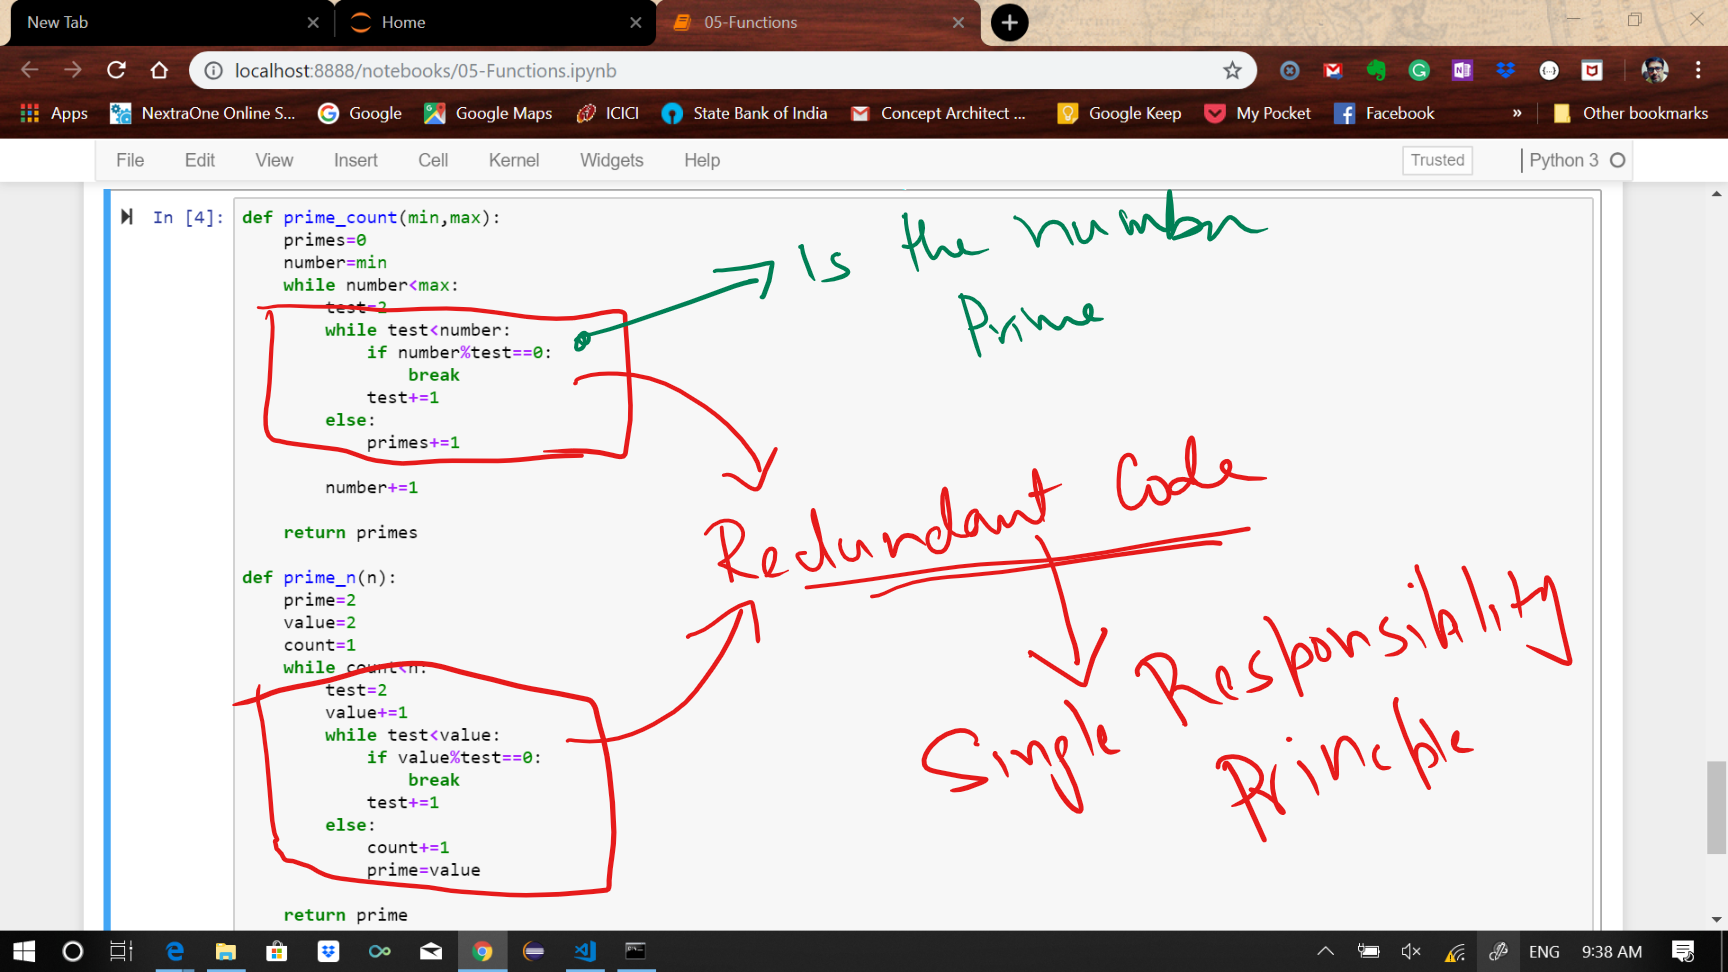 New Tab
Home
05-Functions
localhost:8888/notebooks/05-Functions.ipynb
Apps
NextraOne Online S...
Google
Google Maps
ICICI
State Bank of India
Concept Architect ...
Google Keep
My Pocket
Facebook
»
Other bookmarks
File
Edit
View
Insert
Cell
Kernel
Widgets
Help
Trusted
Python 3
In [4]:
def prime_count(min,max):
    primes=0
    number=min
    while number<max:
        test=2
        while test<number:
            if number%test==0:
                break
            test+=1
        else:
            primes+=1
        number+=1
    return primes
def prime_n(n):
    prime=2
    value=2
    count=1
    while count<n:
        test=2
        value+=1
        while test<value:
            if value%test==0:
                break
            test+=1
        else:
            count+=1
            prime=value
    return prime
Is the number
Prime
Redundant Code
Single Responsibility
Principle
ENG
9:38 AM